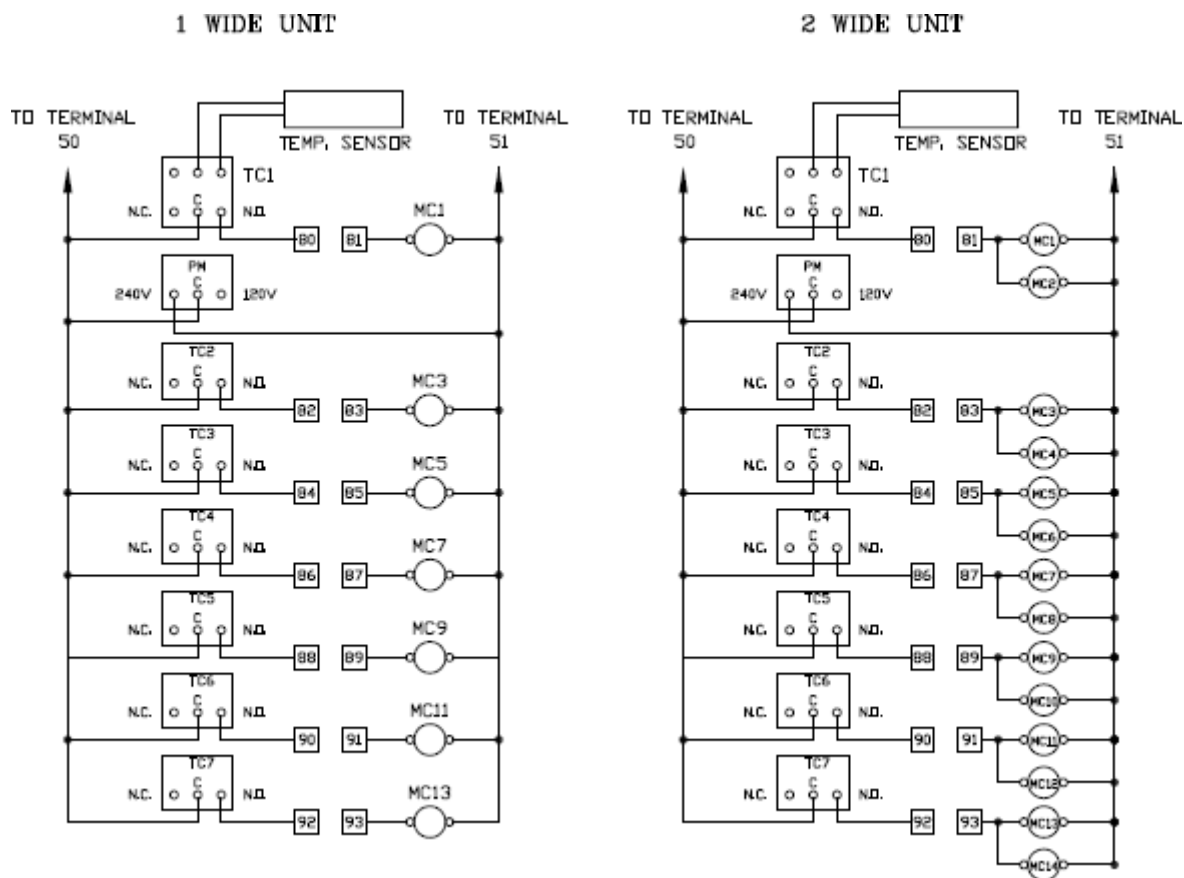 1 WIDE UNIT
TO TERMINAL
50
TEMP. SENSOR
TO TERMINAL
51
TC1
N.C.
C
N.O.
80
81
MC1
PM
240V
C
120V
TC2
N.C.
C
N.O.
82
83
MC3
TC3
N.C.
C
N.O.
84
85
MC5
TC4
N.C.
C
N.O.
86
87
MC7
TC5
N.C.
C
N.O.
88
89
MC9
TC6
N.C.
C
N.O.
90
91
MC11
TC7
N.C.
C
N.O.
92
93
MC13
2 WIDE UNIT
TO TERMINAL
50
TEMP. SENSOR
TO TERMINAL
51
TC1
N.C.
C
N.O.
80
81
MC1
MC2
PM
240V
C
120V
TC2
N.C.
C
N.O.
82
83
MC3
MC4
TC3
N.C.
C
N.O.
84
85
MC5
MC6
TC4
N.C.
C
N.O.
86
87
MC7
MC8
TC5
N.C.
C
N.O.
88
89
MC9
MC10
TC6
N.C.
C
N.O.
90
91
MC11
MC12
TC7
N.C.
C
N.O.
92
93
MC13
MC14